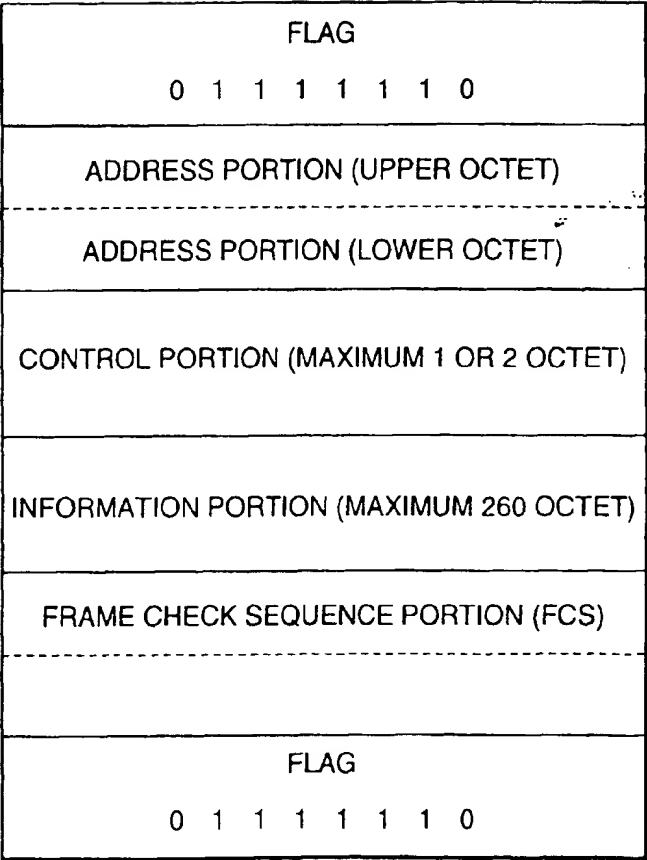 FLAG
0 1 1 1 1 1 1 0
ADDRESS PORTION (UPPER OCTET)
ADDRESS PORTION (LOWER OCTET)
CONTROL PORTION (MAXIMUM 1 OR 2 OCTET)
INFORMATION PORTION (MAXIMUM 260 OCTET)
FRAME CHECK SEQUENCE PORTION (FCS)
FLAG
0 1 1 1 1 1 1 0